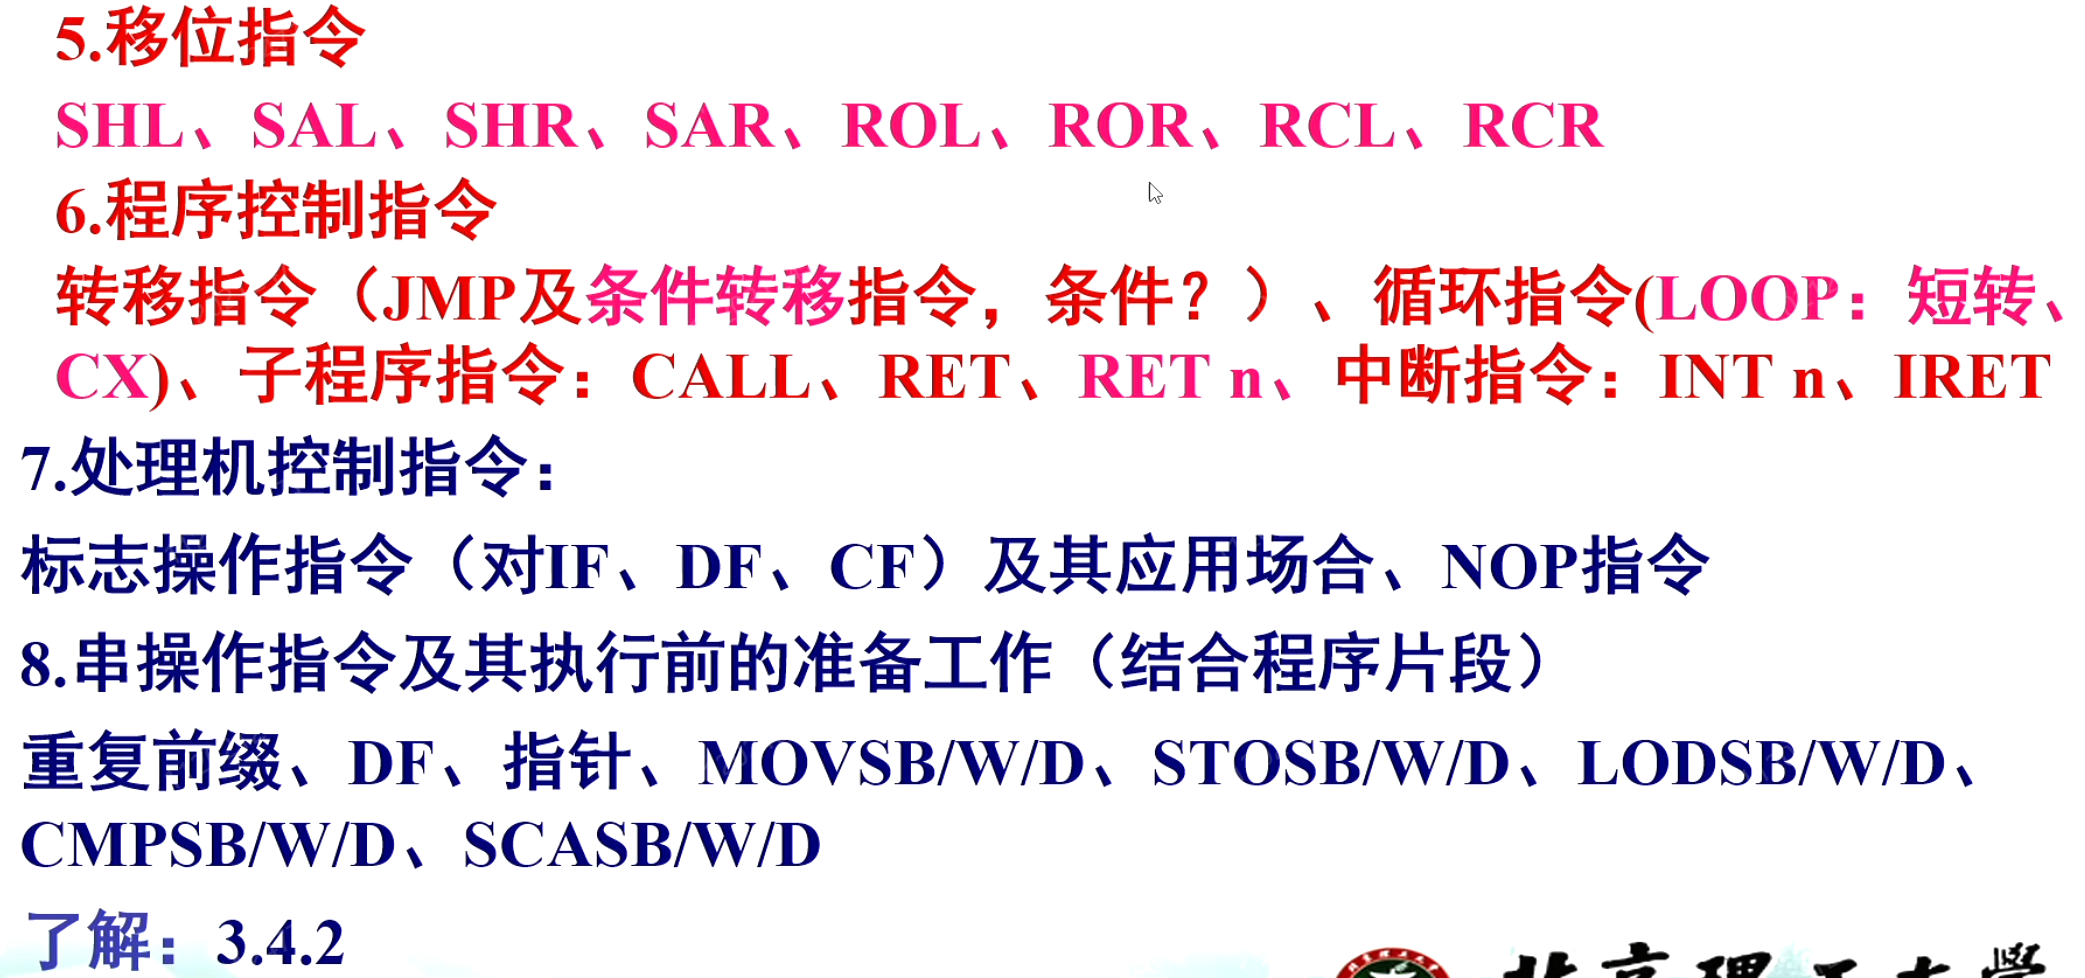 5.移位指令
SHL、SAL、SHR、SAR、ROL、ROR、RCL、RCR
6.程序控制指令
转移指令（JMP及条件转移指令，条件？）、循环指令(LOOP：短转、
CX)、子程序指令：CALL、RET、RET n、中断指令：INT n、IRET
7.处理机控制指令：
标志操作指令（对IF、DF、CF）及其应用场合、NOP指令
8.串操作指令及其执行前的准备工作（结合程序片段）
重复前缀、DF、指针、MOVSB/W/D、STOSB/W/D、LODSB/W/D、
CMPSB/W/D、SCASB/W/D
了解：3.4.2